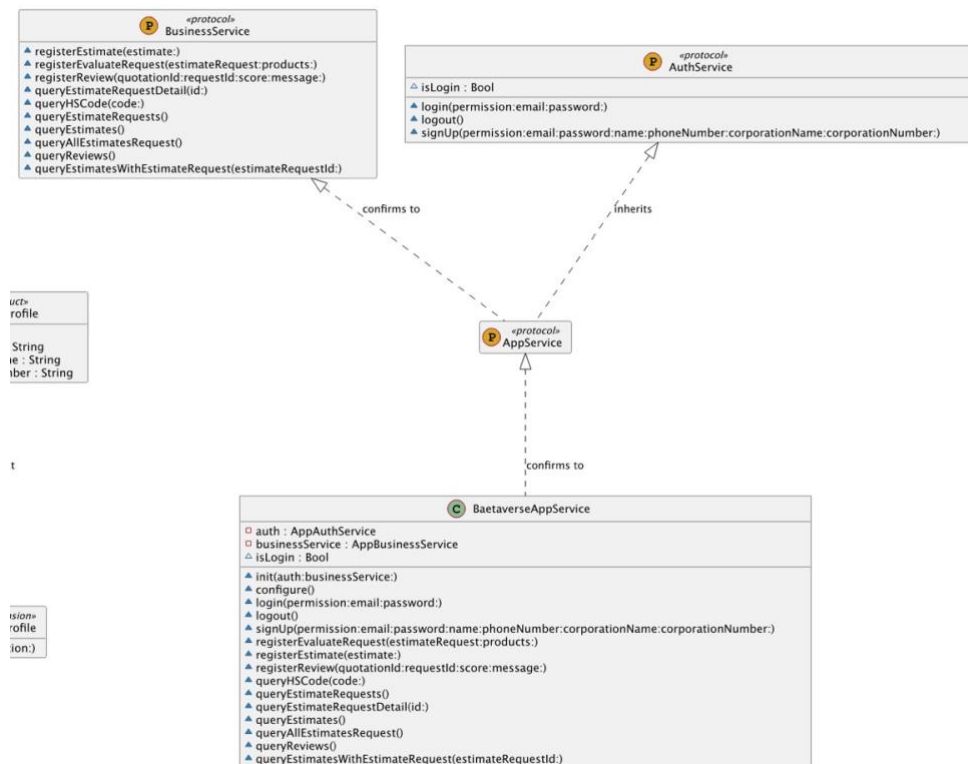 «protocol»
P BusinessService
registerEstimate(estimate:)
registerEvaluateRequest(estimateRequest:products:)
registerReview(quotationId:requestId:score:message:)
queryEstimateRequestDetail(id:)
queryHSCode(code:)
queryEstimateRequests()
queryEstimates()
queryAllEstimatesRequest()
queryReviews()
queryEstimatesWithEstimateRequest(estimateRequestId:)
«protocol»
P AuthService
isLogin : Bool
login(permission:email:password:)
logout()
signUp(permission:email:password:name:phoneNumber:corporationName:corporationNumber:)
confirms to
inherits
uct»
rofile
String
ne : String
nber : String
«protocol»
P AppService
t
confirms to
C BaetaverseAppService
auth : AppAuthService
businessService : AppBusinessService
isLogin : Bool
init(auth:businessService:)
configure()
login(permission:email:password:)
logout()
signUp(permission:email:password:name:phoneNumber:corporationName:corporationNumber:)
registerEvaluateRequest(estimateRequest:products:)
registerEstimate(estimate:)
registerReview(quotationId:requestId:score:message:)
queryHSCode(code:)
queryEstimateRequests()
queryEstimateRequestDetail(id:)
queryEstimates()
queryAllEstimatesRequest()
queryReviews()
queryEstimatesWithEstimateRequest(estimateRequestId:)
nsion»
rofile
tion:)